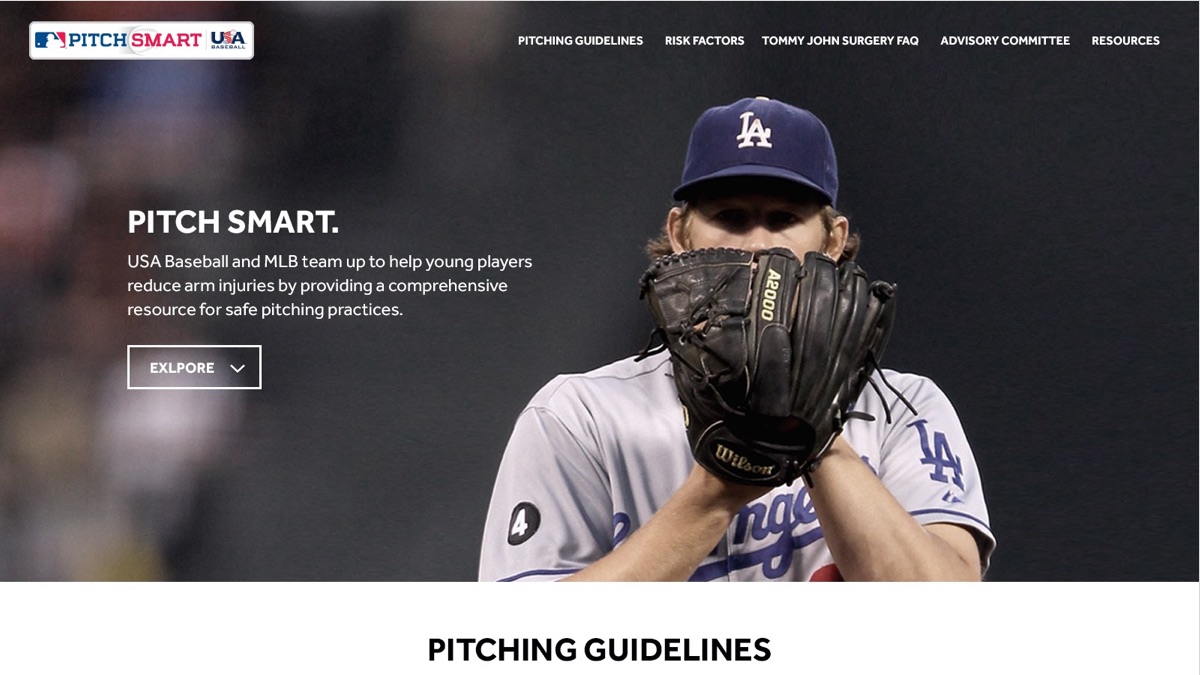 PITCH SMART USA BASEBALL
PITCHING GUIDELINES RISK FACTORS TOMMY JOHN SURGERY FAQ ADVISORY COMMITTEE RESOURCES
LA
PITCH SMART.
USA Baseball and MLB team up to help young players
reduce arm injuries by providing a comprehensive
resource for safe pitching practices.
EXLPORE
A2000
Wilson
LA
4
nge
PITCHING GUIDELINES